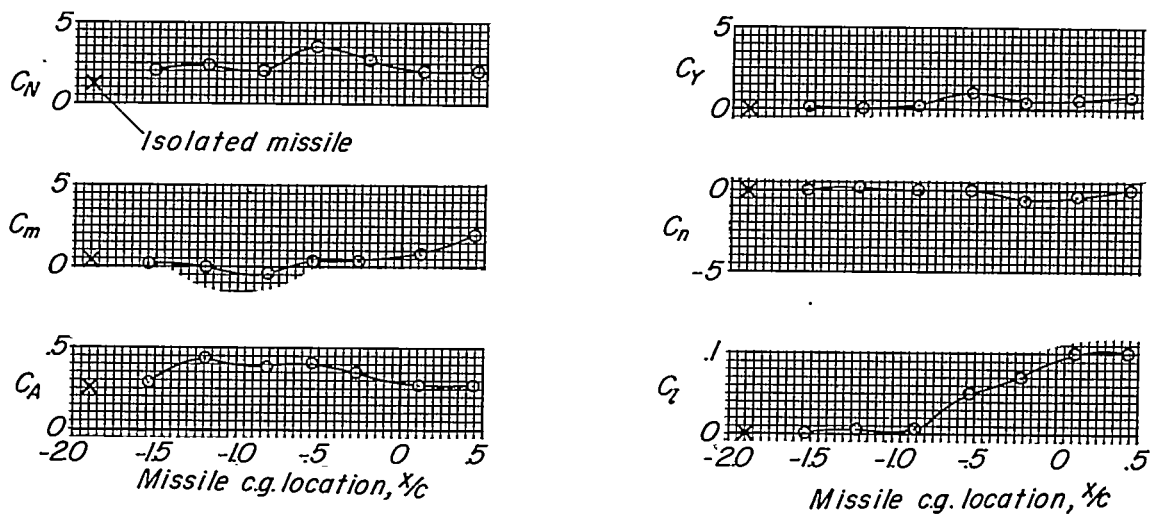 5
C_N
0
Isolated missile
5
C_m
0
.5
C_A
0
-2.0 -1.5 -1.0 -.5 0 .5
Missile c.g. location, x/c
5
C_Y
0
0
C_n
-5
.1
C_l
0
-2.0 -1.5 -1.0 -.5 0 .5
Missile c.g. location, x/c